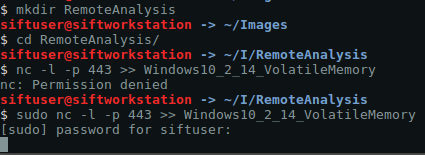 $ mkdir RemoteAnalysis
siftuser@siftworkstation -> ~/Images
$ cd RemoteAnalysis/
siftuser@siftworkstation -> ~/I/RemoteAnalysis
$ nc -l -p 443 >> Windows10_2_14_VolatileMemory
nc: Permission denied
siftuser@siftworkstation -> ~/I/RemoteAnalysis
$ sudo nc -l -p 443 >> Windows10_2_14_VolatileMemory
[sudo] password for siftuser: